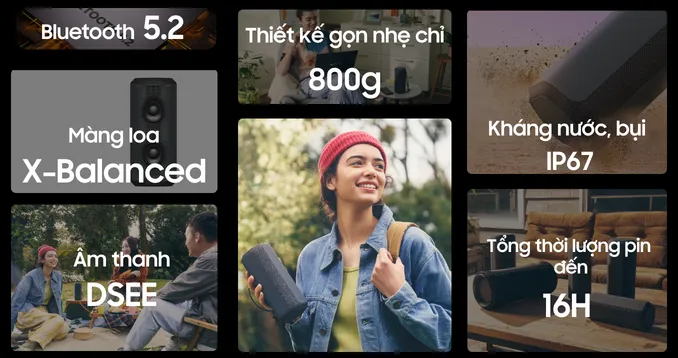 Bluetooth 5.2
Màng loa
X-Balanced
Âm thanh
DSEE
Thiết kế gọn nhẹ chỉ
800g
Kháng nước, bụi
IP67
Tổng thời lượng pin
đến
16H